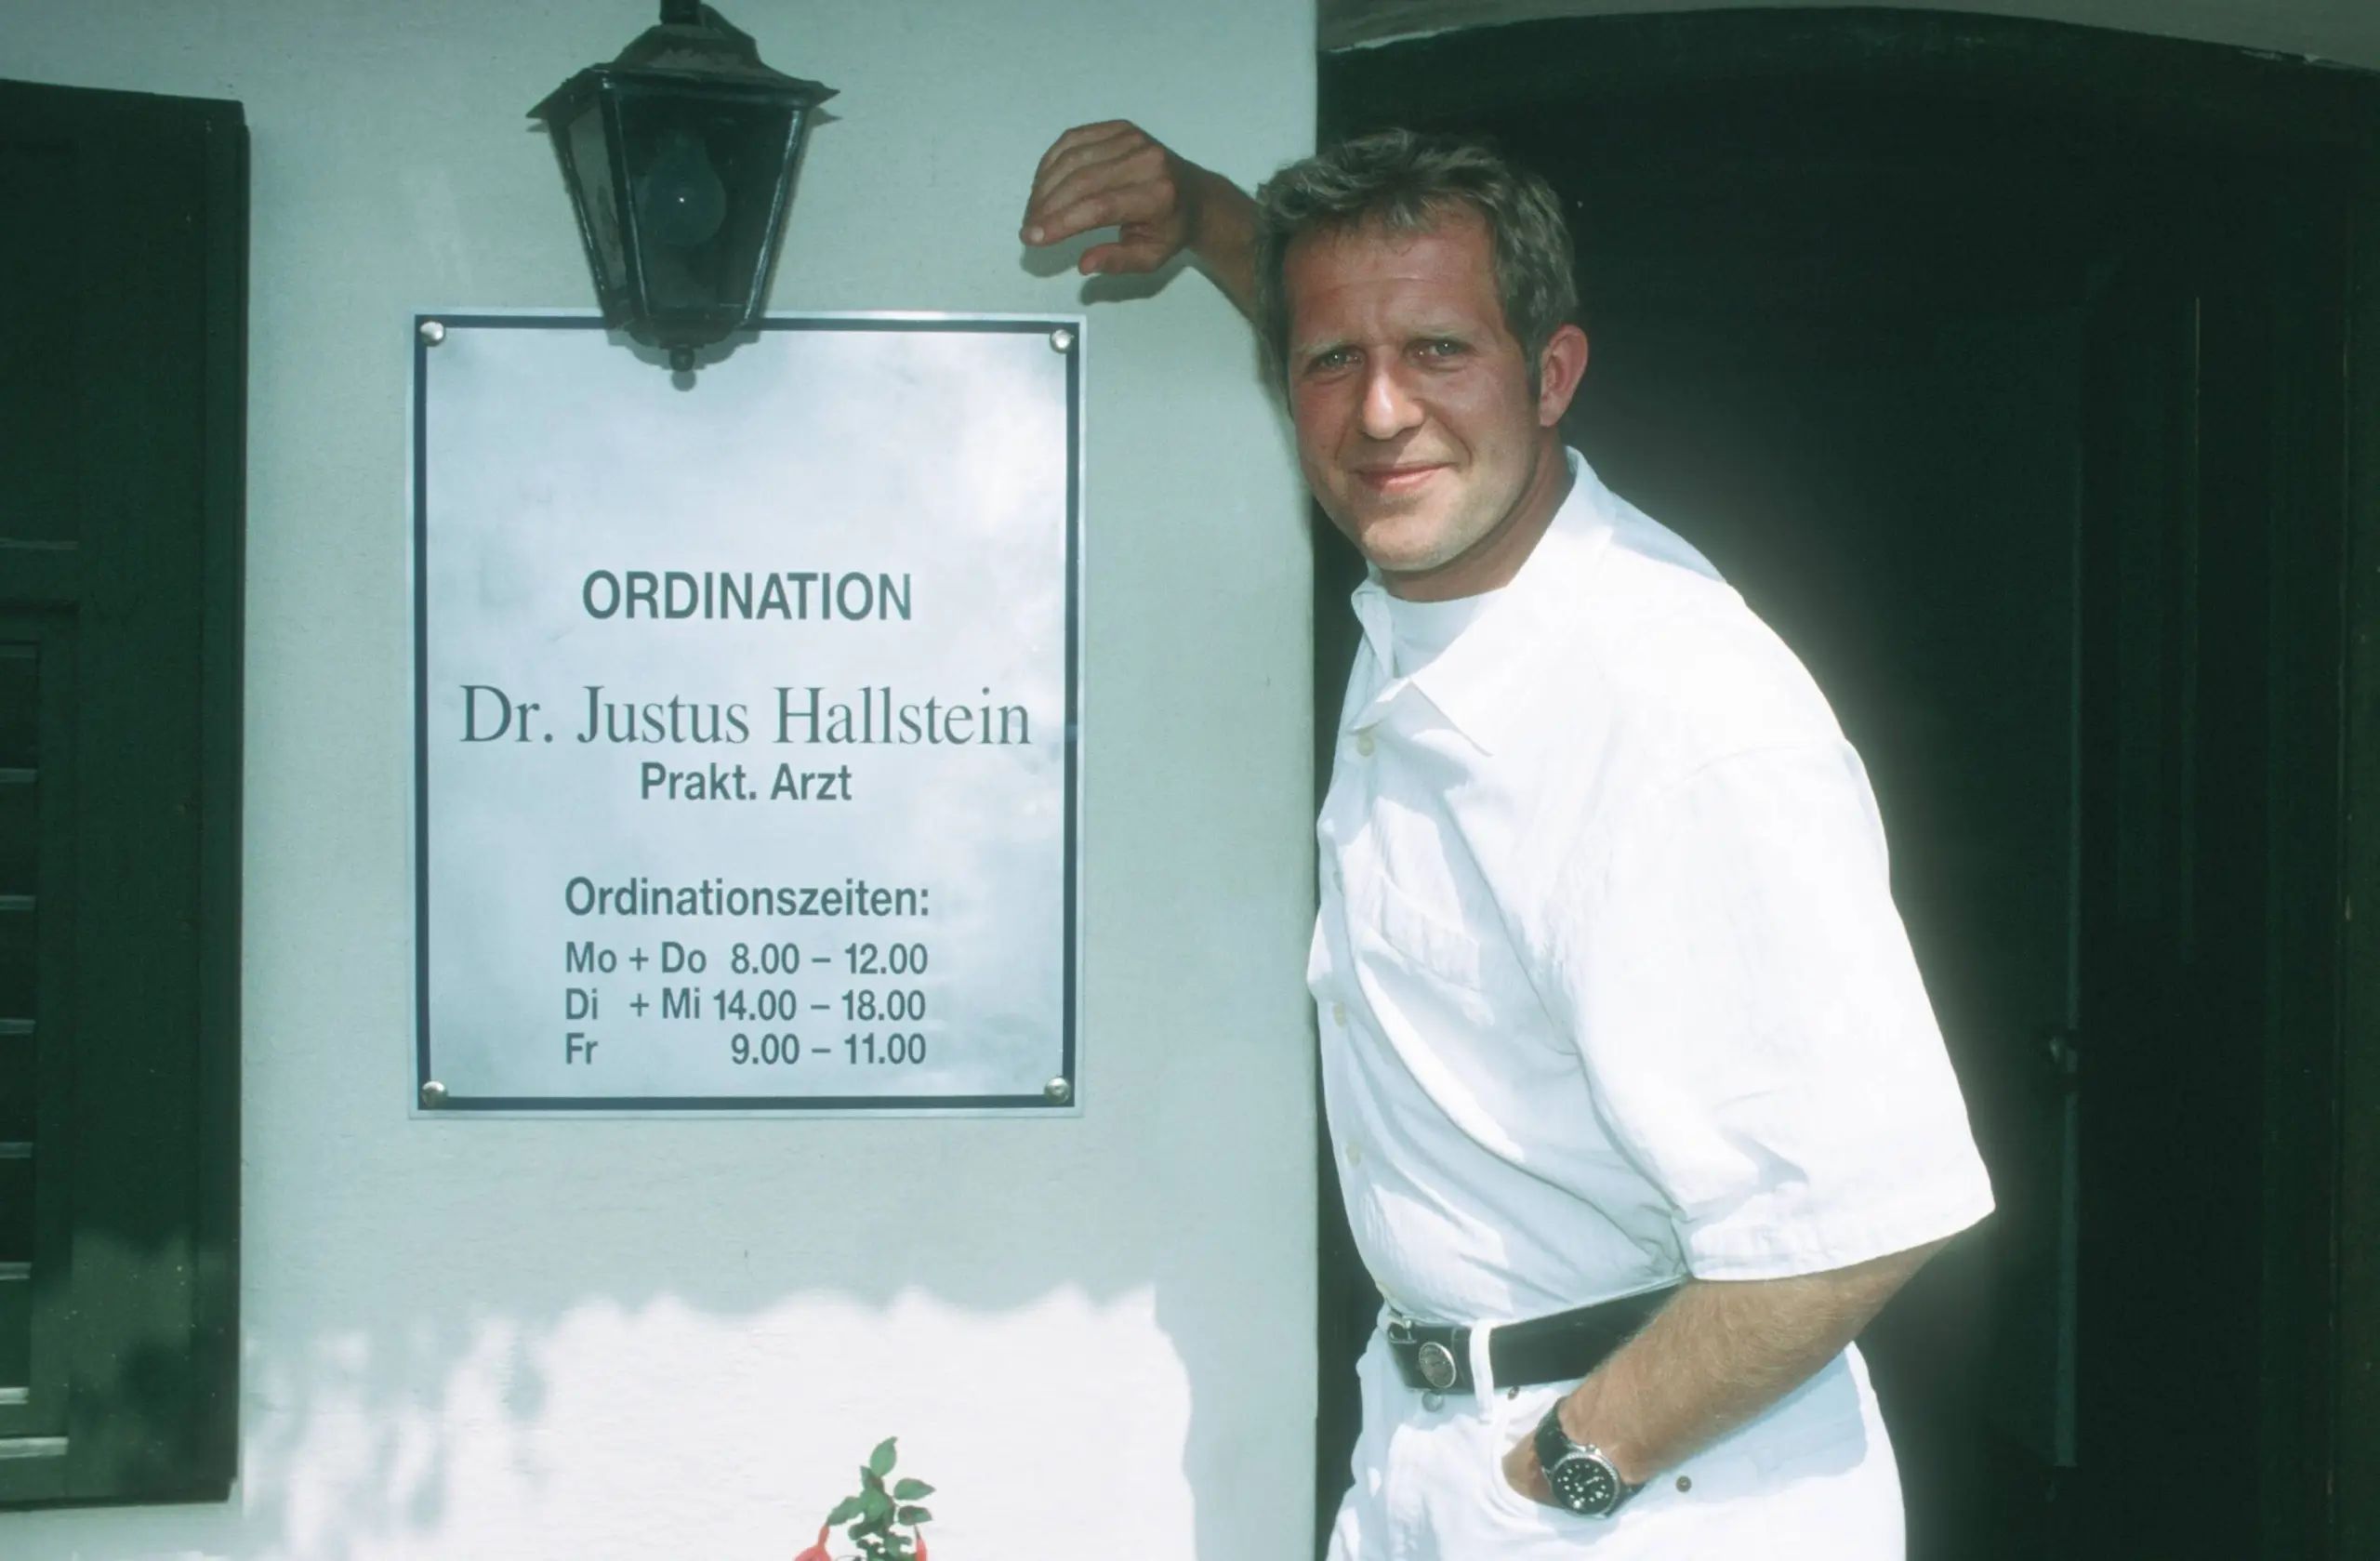 ORDINATION
Dr. Justus Hallstein
Prakt. Arzt
Ordinationszeiten:
Mo + Do 8.00 – 12.00
Di + Mi 14.00 – 18.00
Fr 9.00 – 11.00